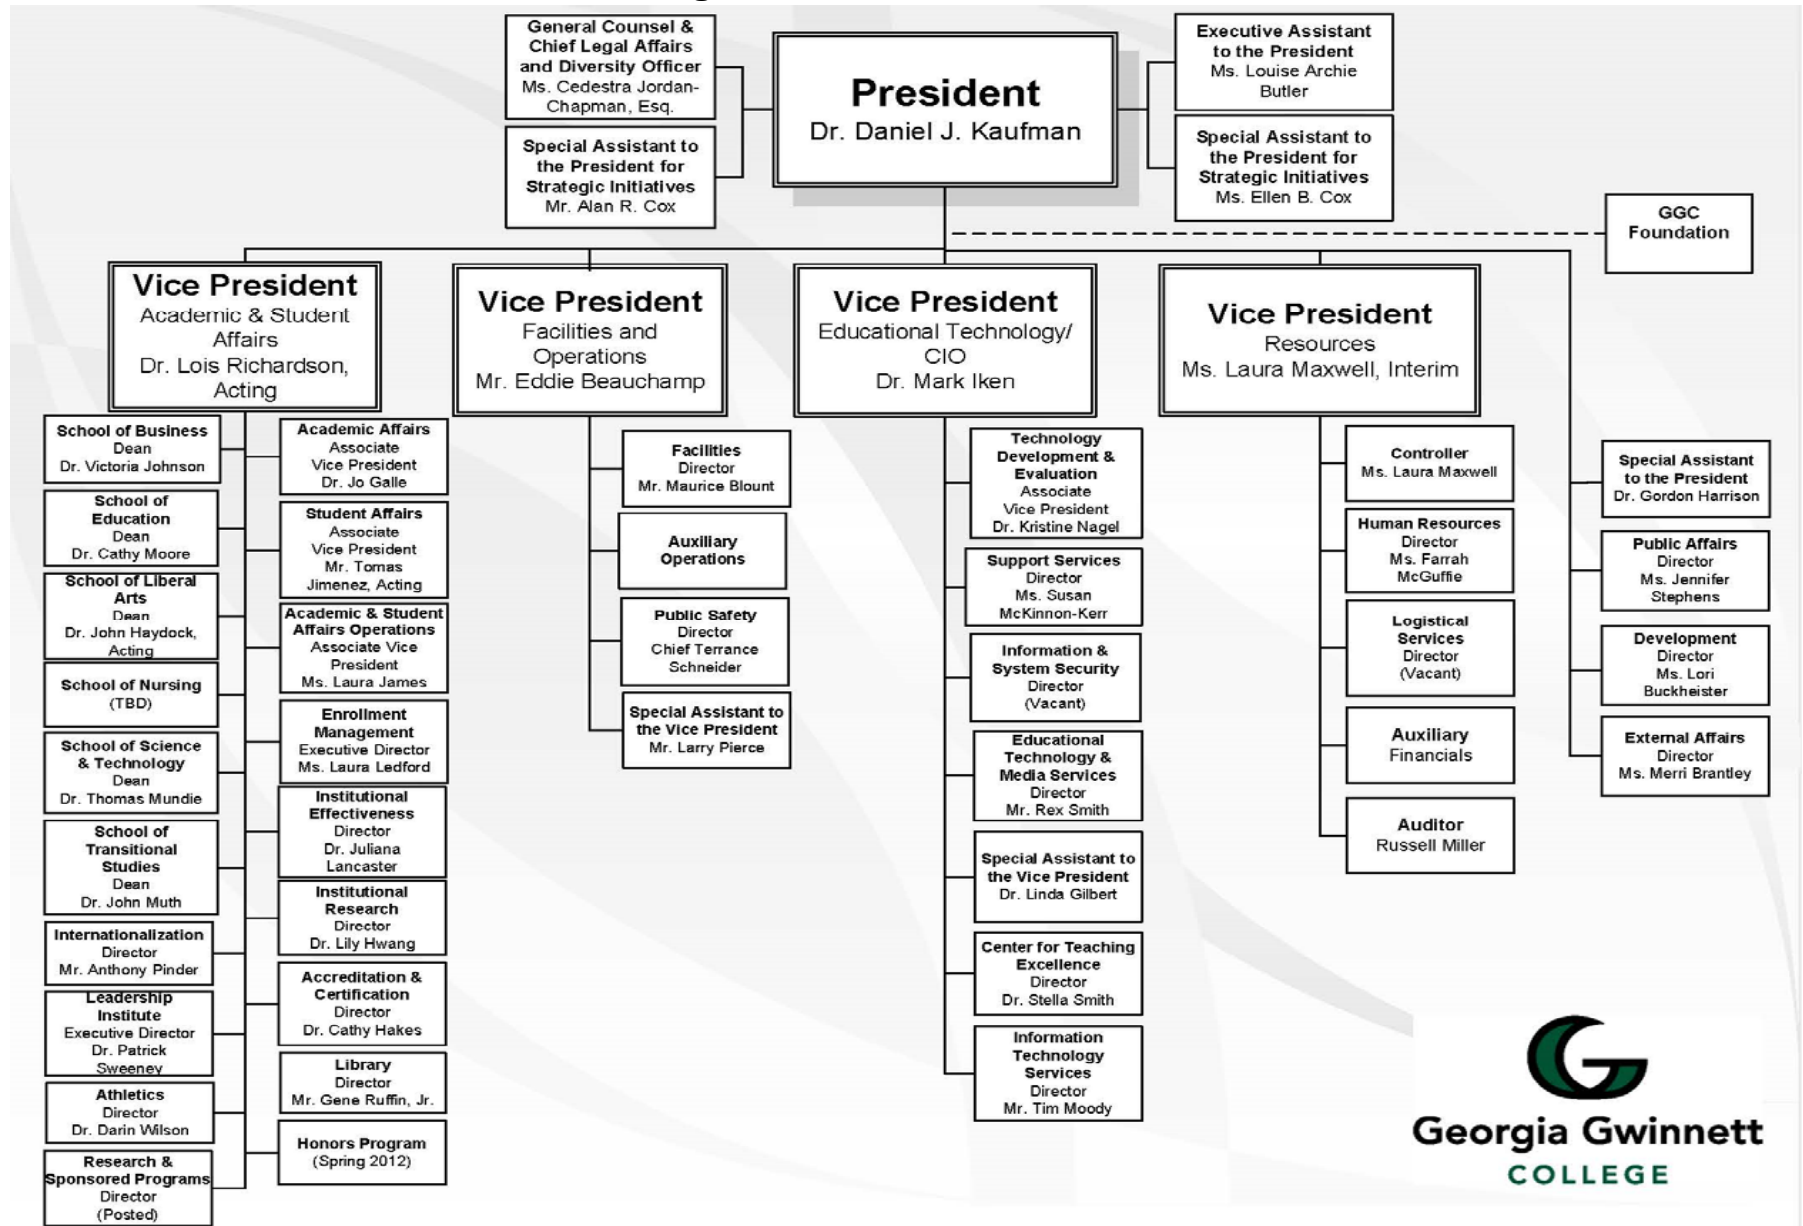 General Counsel &
Chief Legal Affairs
and Diversity Officer
Ms. Cedestra Jordan-
Chapman, Esq.
Special Assistant to
the President for
Strategic Initiatives
Mr. Alan R. Cox
President
Dr. Daniel J. Kaufman
Executive Assistant
to the President
Ms. Louise Archie
Butler
Special Assistant to
the President for
Strategic Initiatives
Ms. Ellen B. Cox
GGC
Foundation
Vice President
Academic & Student
Affairs
Dr. Lois Richardson,
Acting
Vice President
Facilities and
Operations
Mr. Eddie Beauchamp
Vice President
Educational Technology/
CIO
Dr. Mark Iken
Vice President
Resources
Ms. Laura Maxwell, Interim
School of Business
Dean
Dr. Victoria Johnson
School of
Education
Dean
Dr. Cathy Moore
School of Liberal
Arts
Dean
Dr. John Haydock,
Acting
School of Nursing
(TBD)
School of Science
& Technology
Dean
Dr. Thomas Mundie
School of
Transitional
Studies
Dean
Dr. John Muth
Internationalization
Director
Mr. Anthony Pinder
Leadership
Institute
Executive Director
Dr. Patrick
Sweeney
Athletics
Director
Dr. Darin Wilson
Research &
Sponsored Programs
Director
(Posted)
Academic Affairs
Associate
Vice President
Dr. Jo Galle
Student Affairs
Associate
Vice President
Mr. Tomas
Jimenez, Acting
Academic & Student
Affairs Operations
Associate Vice
President
Ms. Laura James
Enrollment
Management
Executive Director
Ms. Laura Ledford
Institutional
Effectiveness
Director
Dr. Juliana
Lancaster
Institutional
Research
Director
Dr. Lily Hwang
Accreditation &
Certification
Director
Dr. Cathy Hakes
Library
Director
Mr. Gene Ruffin, Jr.
Honors Program
(Spring 2012)
Facilities
Director
Mr. Maurice Blount
Auxiliary
Operations
Public Safety
Director
Chief Terrance
Schneider
Special Assistant to
the Vice President
Mr. Larry Pierce
Technology
Development &
Evaluation
Associate
Vice President
Dr. Kristine Nagel
Support Services
Director
Ms. Susan
McKinnon-Kerr
Information &
System Security
Director
(Vacant)
Educational
Technology &
Media Services
Director
Mr. Rex Smith
Special Assistant to
the Vice President
Dr. Linda Gilbert
Center for Teaching
Excellence
Director
Dr. Stella Smith
Information
Technology
Services
Director
Mr. Tim Moody
Controller
Ms. Laura Maxwell
Human Resources
Director
Ms. Farrah
McGuffie
Logistical
Services
Director
(Vacant)
Auxiliary
Financials
Auditor
Russell Miller
Special Assistant
to the President
Dr. Gordon Harrison
Public Affairs
Director
Ms. Jennifer
Stephens
Development
Director
Ms. Lori
Buckheister
External Affairs
Director
Ms. Merri Brantley
Georgia Gwinnett
COLLEGE